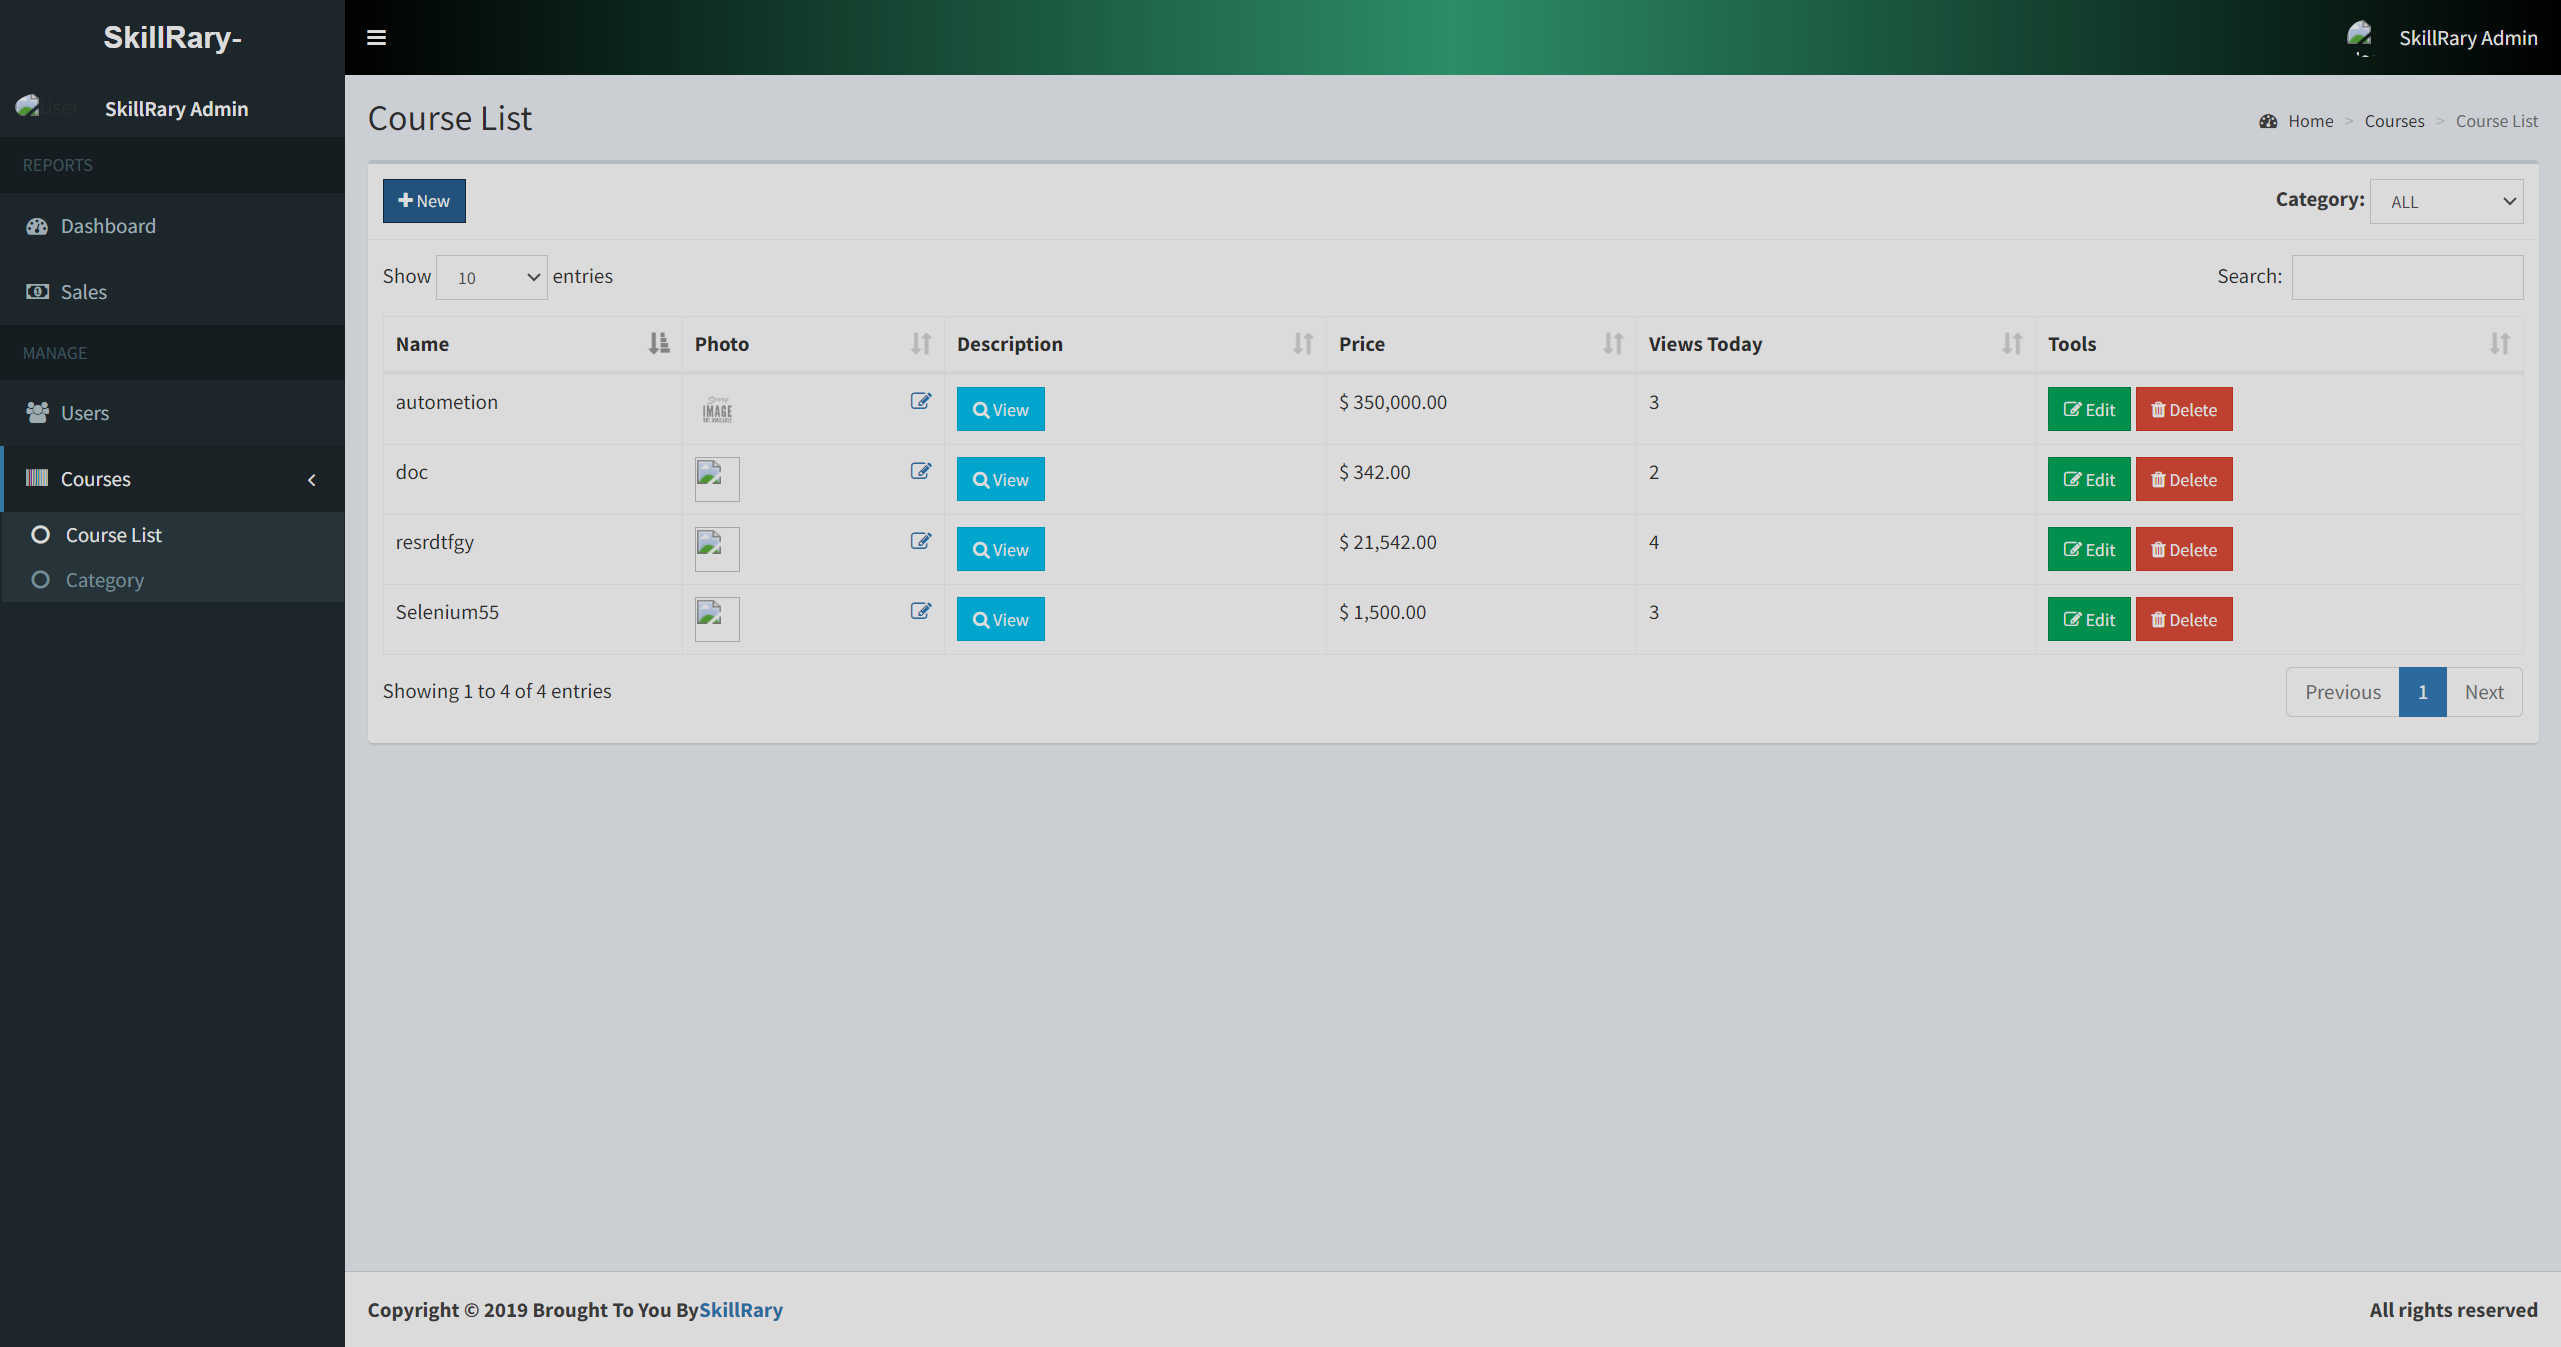 SkillRary-
SkillRary Admin
User
SkillRary Admin
REPORTS
Dashboard
Sales
MANAGE
Users
Courses
Course List
Category
Course List
Home > Courses > Course List
New
Category: ALL
Show 10 entries
Search:
Name Photo Description Price Views Today Tools
autometion Sorry IMAGE NOT AVAILABLE View $ 350,000.00 3 Edit Delete
doc View $ 342.00 2 Edit Delete
resrdtfgy View $ 21,542.00 4 Edit Delete
Selenium55 View $ 1,500.00 3 Edit Delete
Showing 1 to 4 of 4 entries
Previous 1 Next
Copyright © 2019 Brought To You BySkillRary
All rights reserved